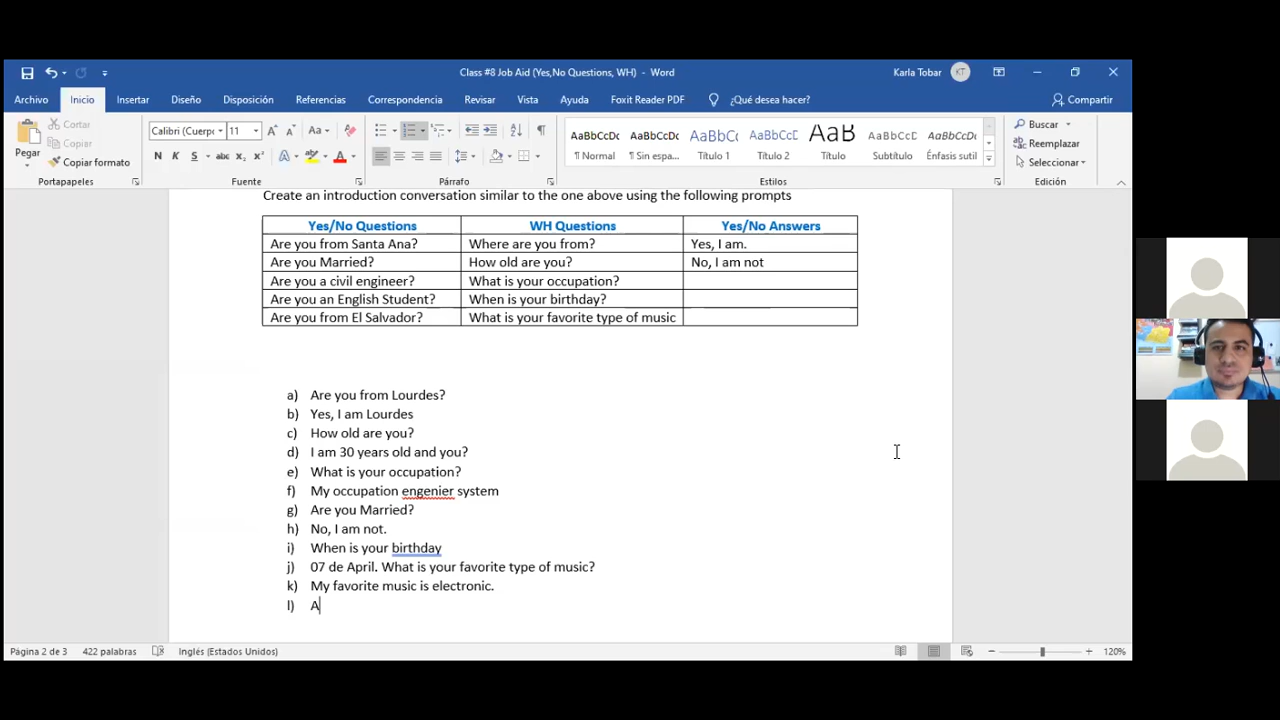 Class #8 Job Aid (Yes,No Questions, WH) - Word
Karla Tobar
KT
Archivo
Inicio
Insertar
Diseño
Disposición
Referencias
Correspondencia
Revisar
Vista
Ayuda
Foxit Reader PDF
¿Qué desea hacer?
Compartir
Pegar
Cortar
Copiar
Copiar formato
Portapapeles
Calibri (Cuerp
11
Aa
N K S abc x₂ x²
A
Fuente
Párrafo
AaBbCcDc
¶ Normal
AaBbCcDc
¶ Sin espa...
AaBbC(
Título 1
AaBbCcD
Título 2
AaB
Título
AaBbCcD
Subtítulo
AaBbCcDt
Énfasis sutil
Estilos
Buscar
Reemplazar
Seleccionar
Edición
Create an introduction conversation similar to the one above using the following prompts
Yes/No Questions WH Questions Yes/No Answers
Are you from Santa Ana? Where are you from? Yes, I am.
Are you Married? How old are you? No, I am not
Are you a civil engineer? What is your occupation?
Are you an English Student? When is your birthday?
Are you from El Salvador? What is your favorite type of music
a) Are you from Lourdes?
b) Yes, I am Lourdes
c) How old are you?
d) I am 30 years old and you?
e) What is your occupation?
f) My occupation engenier system
g) Are you Married?
h) No, I am not.
i) When is your birthday
j) 07 de April. What is your favorite type of music?
k) My favorite music is electronic.
l) A
Página 2 de 3
422 palabras
Inglés (Estados Unidos)
120%